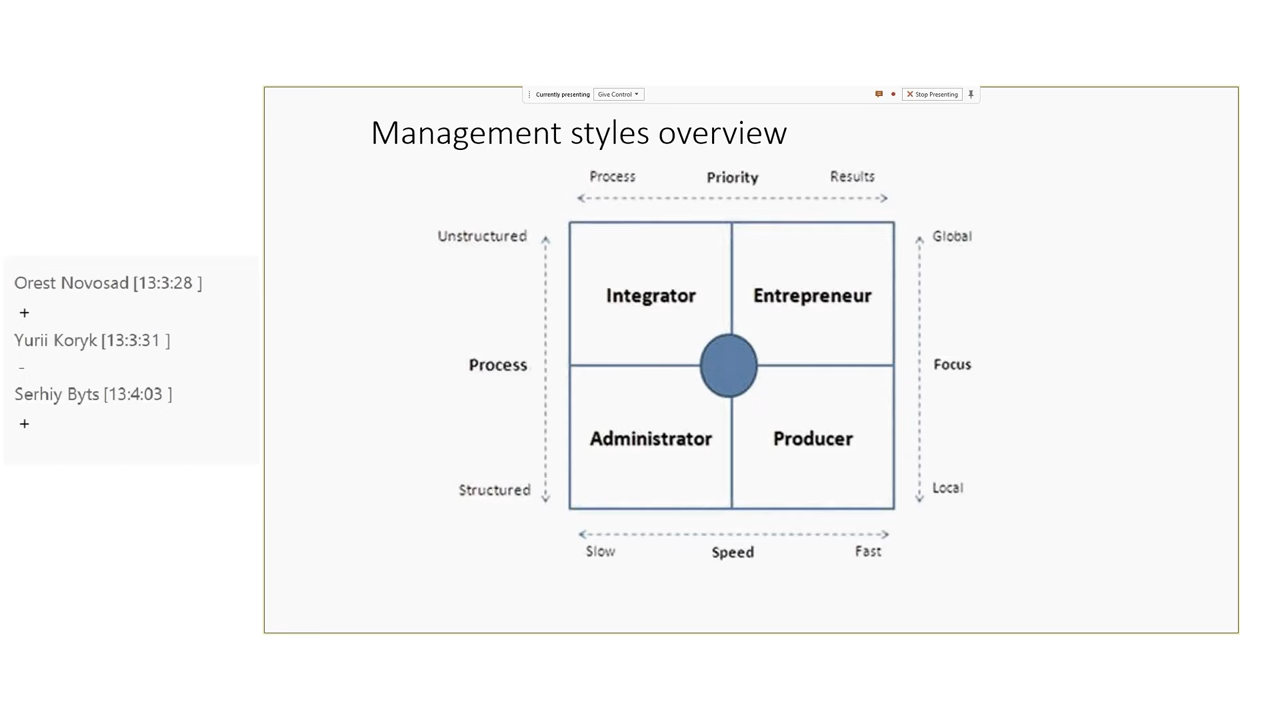 Currently presenting Give Control Stop Presenting
Management styles overview
Process Priority Results
Unstructured Global
Integrator Entrepreneur
Process Focus
Administrator Producer
Structured Local
Slow Speed Fast
Orest Novosad [13:3:28 ]
+
Yurii Koryk [13:3:31 ]
-
Serhiy Byts [13:4:03 ]
+